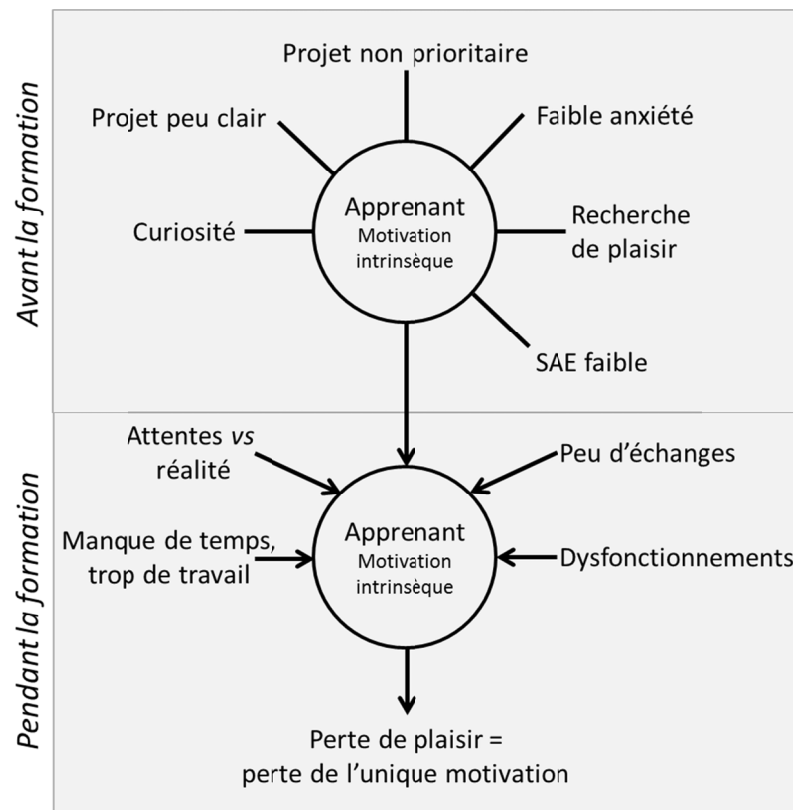 Avant la formation
Projet non prioritaire
Projet peu clair
Faible anxiété
Curiosité
Apprenant
Motivation
intrinsèque
Recherche
de plaisir
SAE faible
Pendant la formation
Attentes vs
réalité
Peu d'échanges
Manque de temps,
trop de travail
Apprenant
Motivation
intrinsèque
Dysfonctionnements
Perte de plaisir =
perte de l'unique motivation